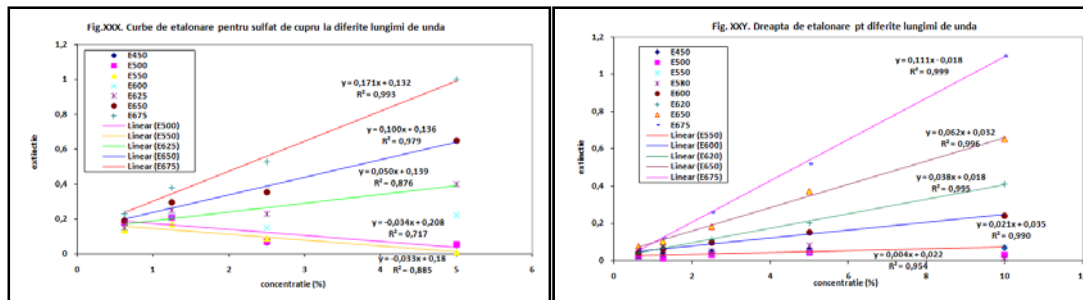 Fig.XXX. Curbe de etalonare pentru sulfat de cupru la diferite lungimi de unda
1,2
1
0,8
0,6
0,4
0,2
0
extinctie
E450
E500
E550
E600
E625
E650
E675
Linear (E500)
Linear (E550)
Linear (E625)
Linear (E650)
Linear (E675)
y = 0,171x + 0,132
R² = 0,993
y = 0,100x + 0,136
R² = 0,979
y = 0,050x + 0,139
R² = 0,876
y = -0,034x + 0,208
R² = 0,717
y = -0,033x + 0,18
R² = 0,885
0 1 2 3 4 5 6
concentratie (%)
Fig. XXY. Dreapta de etalonare pt diferite lungimi de unda
1,2
1
0,8
0,6
0,4
0,2
0
extinctie
E450
E500
E550
E580
E600
E620
E650
E675
Linear (E550)
Linear (E600)
Linear (E620)
Linear (E650)
Linear (E675)
y = 0,111x - 0,018
R² = 0,999
y = 0,062x + 0,032
R² = 0,996
y = 0,038x + 0,018
R² = 0,995
y = 0,021x + 0,035
R² = 0,990
y = 0,004x + 0,022
R² = 0,954
0 2 4 6 8 10 12
concentratie (%)